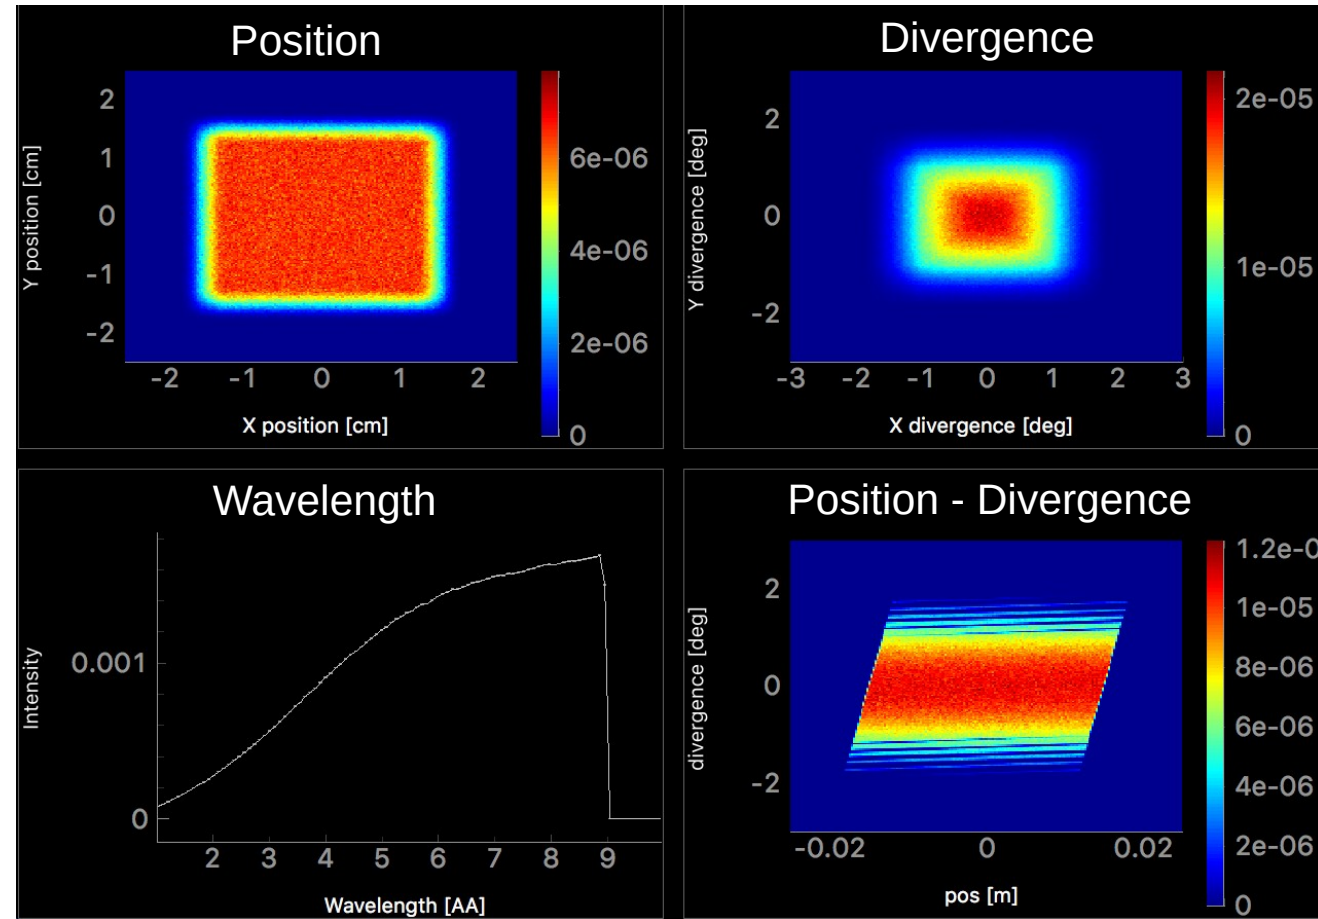 Position
2
1
0
-1
-2
Y position [cm]
-2 -1 0 1 2
X position [cm]
6e-06
4e-06
2e-06
0
Divergence
2
0
-2
Y divergence [deg]
-3 -2 -1 0 1 2 3
X divergence [deg]
2e-05
1e-05
0
Wavelength
0.001
0
Intensity
2 3 4 5 6 7 8 9
Wavelength [AA]
Position - Divergence
2
0
-2
divergence [deg]
-0.02 0 0.02
pos [m]
1.2e-0
1e-05
8e-06
6e-06
4e-06
2e-06
0